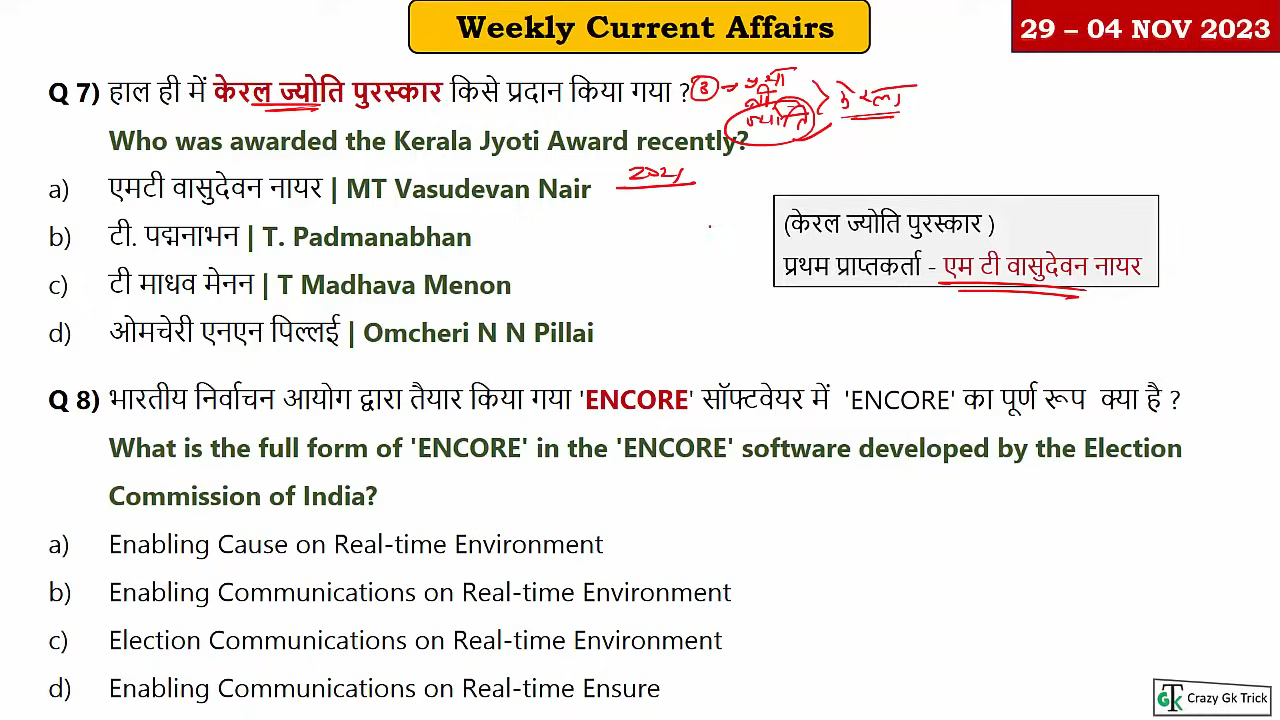 Weekly Current Affairs
29 – 04 NOV 2023
Q 7) हाल ही में केरल ज्योति पुरस्कार किसे प्रदान किया गया ?
Who was awarded the Kerala Jyoti Award recently?
3
श्री
ज्योति
केरला
a) एमटी वासुदेवन नायर | MT Vasudevan Nair
2021
b) टी. पद्मनाभन | T. Padmanabhan
c) टी माधव मेनन | T Madhava Menon
d) ओमचेरी एनएन पिल्लई | Omcheri N N Pillai
(केरल ज्योति पुरस्कार )
प्रथम प्राप्तकर्ता - एम टी वासुदेवन नायर
Q 8) भारतीय निर्वाचन आयोग द्वारा तैयार किया गया 'ENCORE' सॉफ्टवेयर में 'ENCORE' का पूर्ण रूप क्या है ?
What is the full form of 'ENCORE' in the 'ENCORE' software developed by the Election
Commission of India?
a) Enabling Cause on Real-time Environment
b) Enabling Communications on Real-time Environment
c) Election Communications on Real-time Environment
d) Enabling Communications on Real-time Ensure
GTK Crazy Gk Trick